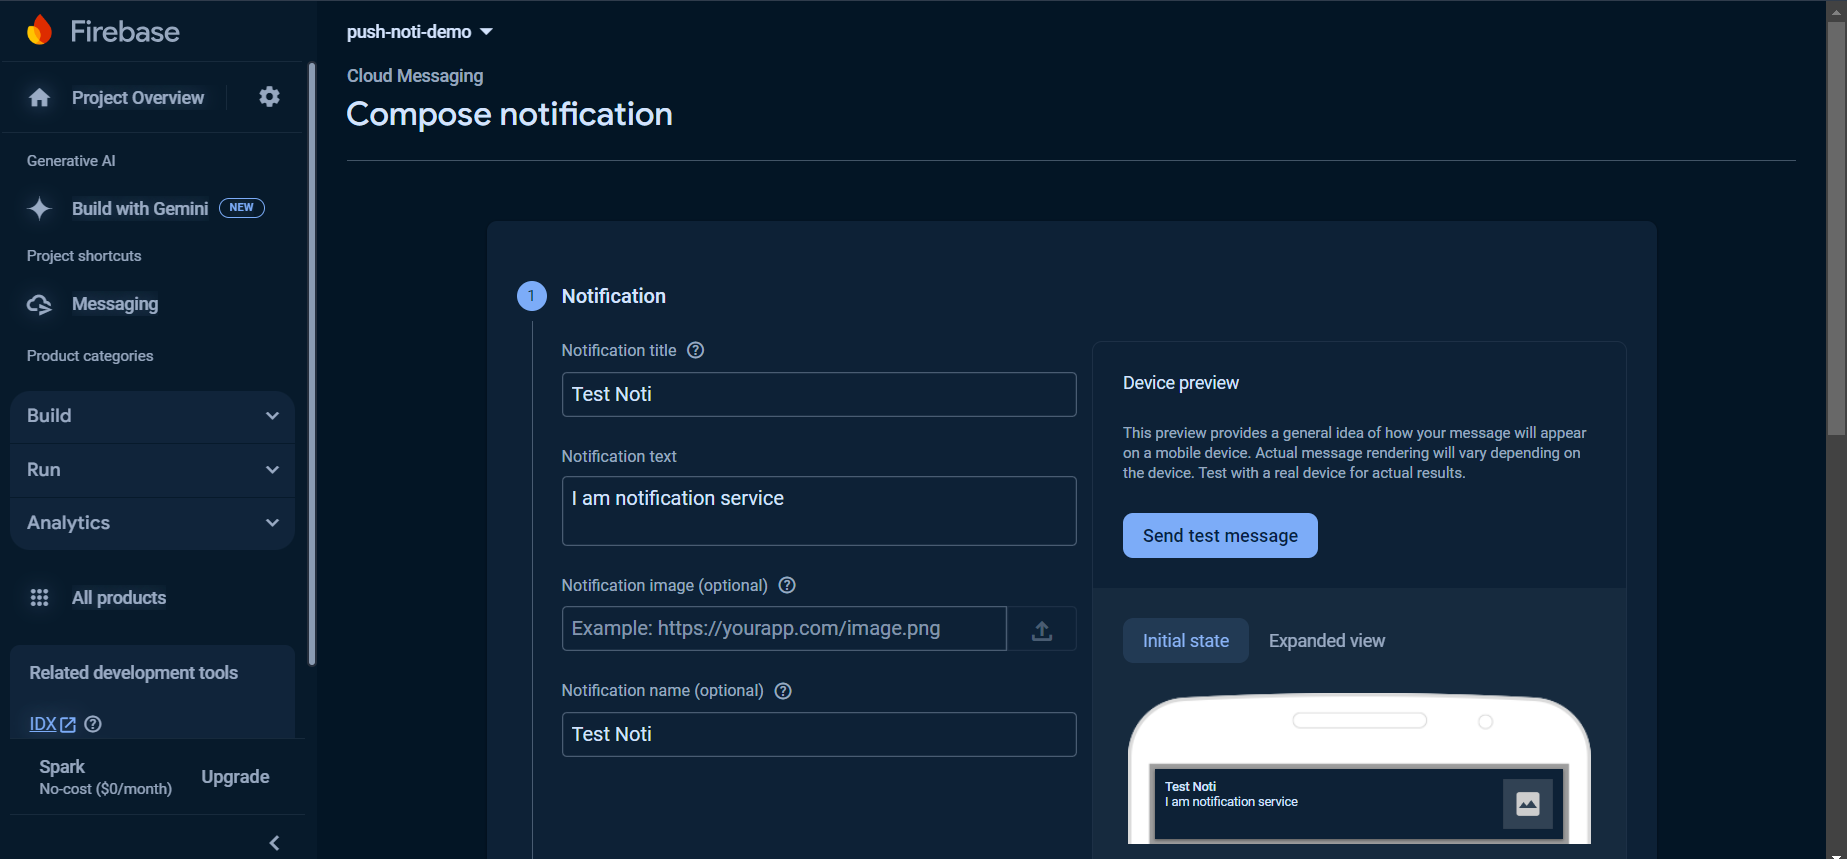 Firebase
Project Overview
Generative AI
Build with Gemini NEW
Project shortcuts
Messaging
Product categories
Build
Run
Analytics
All products
Related development tools
IDX
Spark
No-cost ($0/month)
Upgrade
push-noti-demo
Cloud Messaging
Compose notification
1 Notification
Notification title
Test Noti
Notification text
I am notification service
Notification image (optional)
Example: https://yourapp.com/image.png
Notification name (optional)
Test Noti
Device preview
This preview provides a general idea of how your message will appear
on a mobile device. Actual message rendering will vary depending on
the device. Test with a real device for actual results.
Send test message
Initial state Expanded view
Test Noti
I am notification service